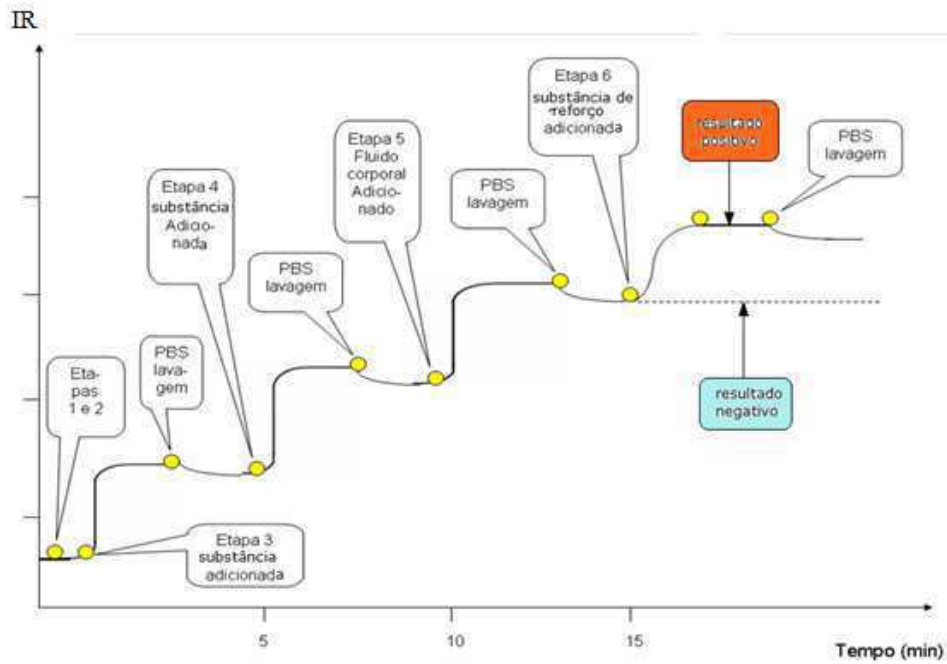 IR
Etapa 6
substância de
reforço
adicionada
resultado
positivo
PBS
lavagem
Etapa 5
Fluido
corporal
Adicio-
nado
PBS
lavagem
Etapa 4
substância
Adicio-
nada
PBS
lavagem
Eta-
pas
1 e 2
PBS
lava-
gem
resultado
negativo
Etapa 3
substância
adicionada
5
10
15
Tempo (min)